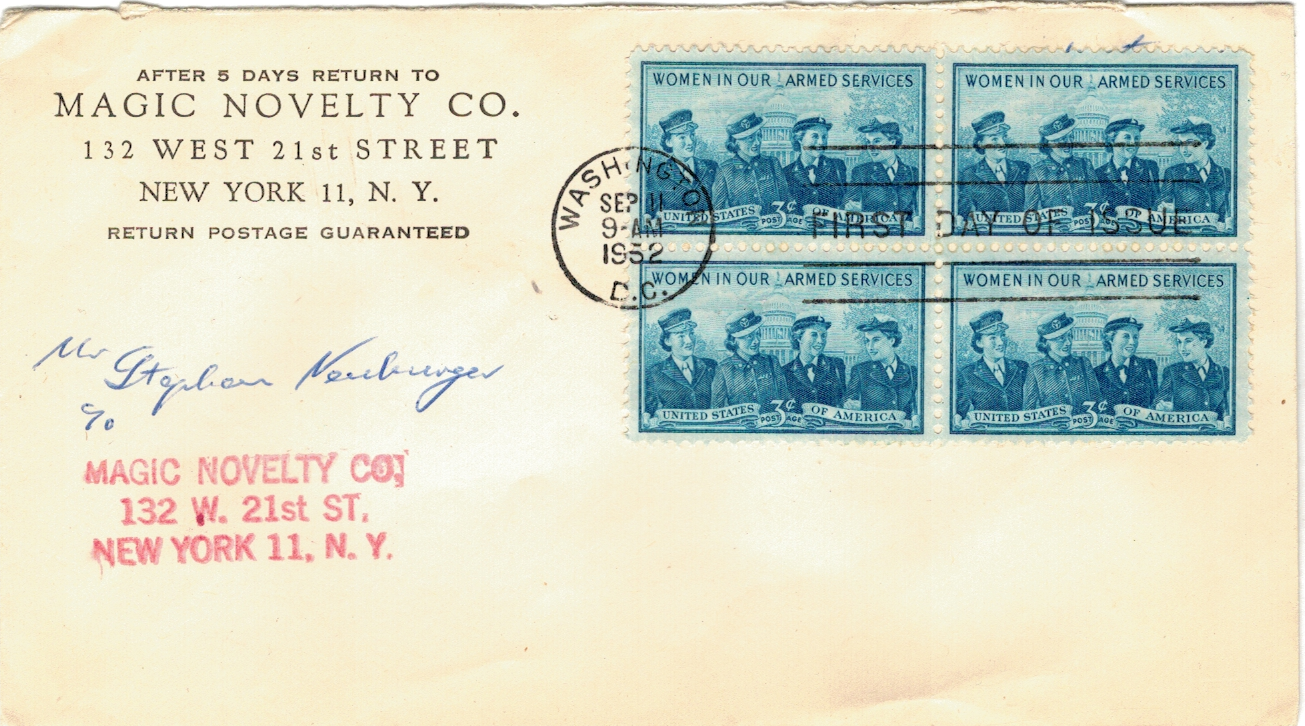 AFTER 5 DAYS RETURN TO
MAGIC NOVELTY CO.
132 WEST 21st STREET
NEW YORK 11, N. Y.
RETURN POSTAGE GUARANTEED
WASHINGTON
SEP 11
9-AM
1952
D.C.
FIRST DAY OF ISSUE
WOMEN IN OUR ARMED SERVICES
UNITED STATES 3¢ POSTAGE OF AMERICA
WOMEN IN OUR ARMED SERVICES
UNITED STATES 3¢ POSTAGE OF AMERICA
WOMEN IN OUR ARMED SERVICES
UNITED STATES 3¢ POSTAGE OF AMERICA
WOMEN IN OUR ARMED SERVICES
UNITED STATES 3¢ POSTAGE OF AMERICA
Mr Stephan Neuburger
c/o
MAGIC NOVELTY CO,
132 W. 21st ST,
NEW YORK 11, N. Y.